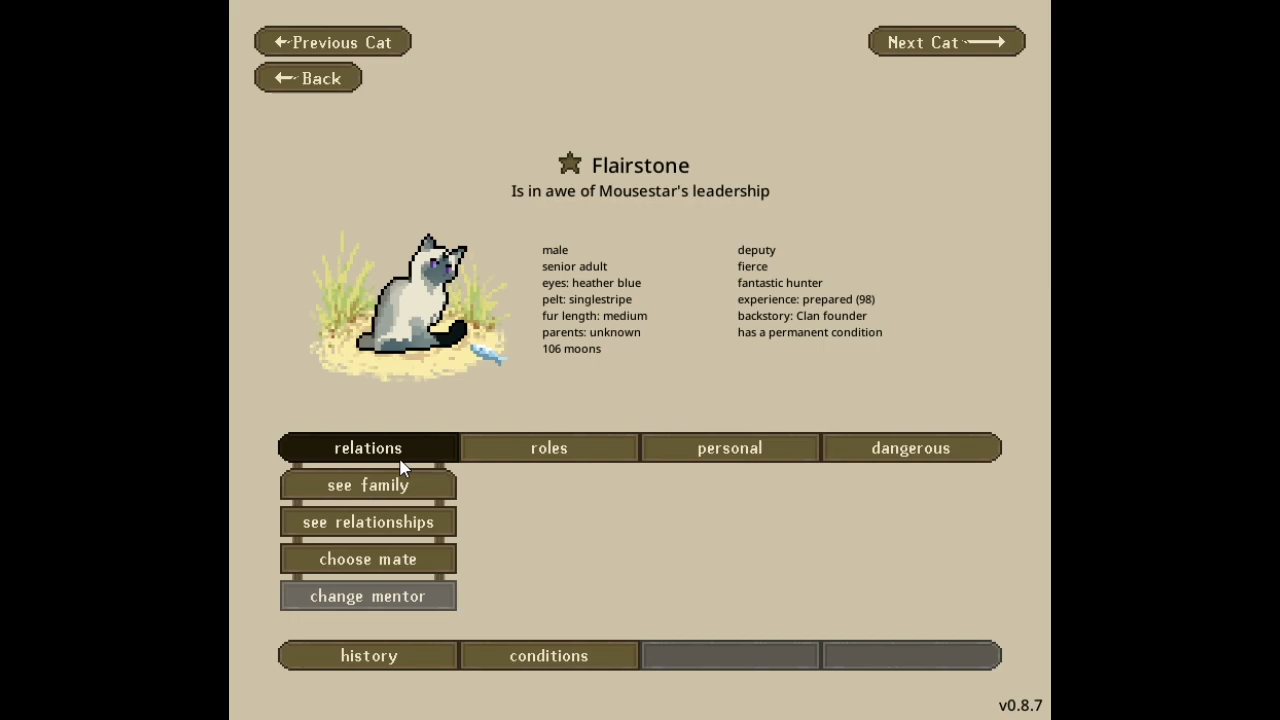 Previous Cat
Next Cat
Back
Flairstone
Is in awe of Mousestar's leadership
male
senior adult
eyes: heather blue
pelt: singlestripe
fur length: medium
parents: unknown
106 moons
deputy
fierce
fantastic hunter
experience: prepared (98)
backstory: Clan founder
has a permanent condition
relations
roles
personal
dangerous
see family
see relationships
choose mate
change mentor
history
conditions
v0.8.7